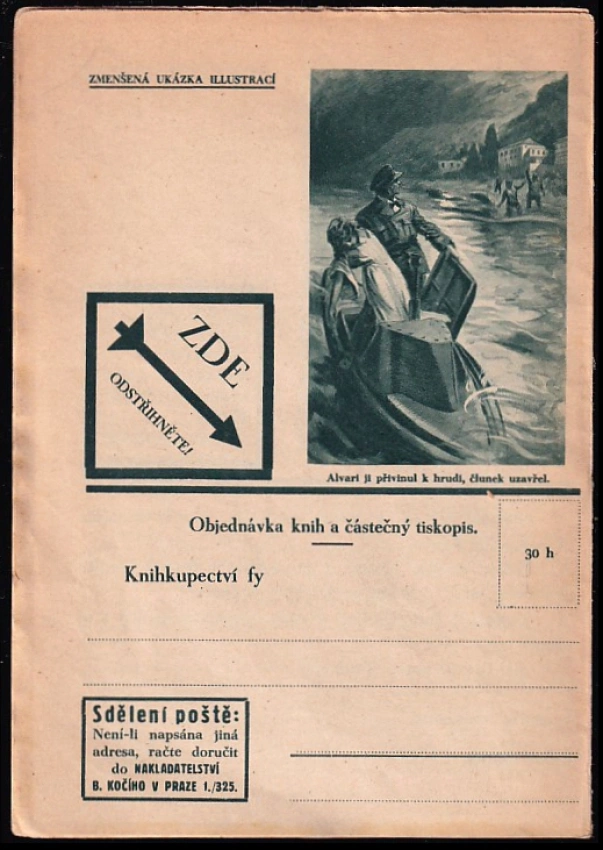 ZMENŠENÁ UKÁZKA ILLUSTRACÍ
ZDE
ODSTŘIHNĚTE!
Alvari ji přivinul k hrudi, člunek uzavřel.
Objednávka knih a částečný tiskopis.
30 h
Knihkupectví fy
Sdělení poště:
Není-li napsána jiná
adresa, račte doručit
do NAKLADATELSTVÍ
B. KOČÍHO V PRAZE I./325.